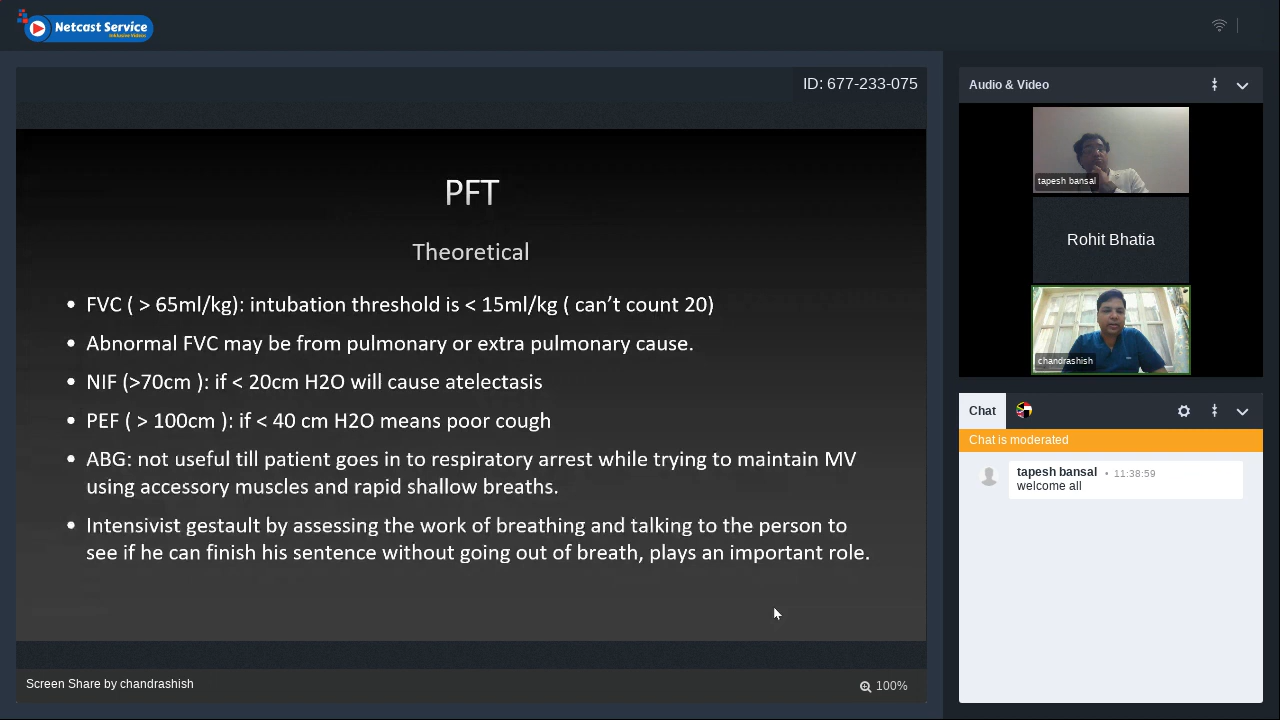 Netcast Service
Inklusive Videos
ID: 677-233-075
PFT
Theoretical
• FVC ( > 65ml/kg): intubation threshold is < 15ml/kg ( can't count 20)
• Abnormal FVC may be from pulmonary or extra pulmonary cause.
• NIF (>70cm ): if < 20cm H2O will cause atelectasis
• PEF ( > 100cm ): if < 40 cm H2O means poor cough
• ABG: not useful till patient goes in to respiratory arrest while trying to maintain MV
using accessory muscles and rapid shallow breaths.
• Intensivist gestault by assessing the work of breathing and talking to the person to
see if he can finish his sentence without going out of breath, plays an important role.
Screen Share by chandrashish
100%
Audio & Video
tapesh bansal
Rohit Bhatia
chandrashish
Chat
Chat is moderated
tapesh bansal • 11:38:59
welcome all